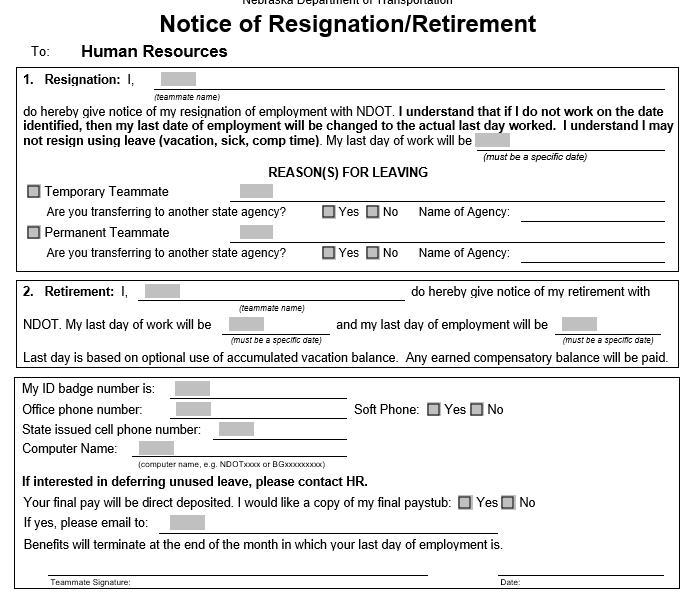 Nebraska Department of Transportation
Notice of Resignation/Retirement
To: Human Resources
1. Resignation: I,
(teammate name)
do hereby give notice of my resignation of employment with NDOT. I understand that if I do not work on the date
identified, then my last date of employment will be changed to the actual last day worked. I understand I may
not resign using leave (vacation, sick, comp time). My last day of work will be
(must be a specific date)
REASON(S) FOR LEAVING
Temporary Teammate
Are you transferring to another state agency? Yes No Name of Agency:
Permanent Teammate
Are you transferring to another state agency? Yes No Name of Agency:
2. Retirement: I, do hereby give notice of my retirement with
(teammate name)
NDOT. My last day of work will be and my last day of employment will be
(must be a specific date) (must be a specific date)
Last day is based on optional use of accumulated vacation balance. Any earned compensatory balance will be paid.
My ID badge number is:
Office phone number: Soft Phone: Yes No
State issued cell phone number:
Computer Name:
(computer name, e.g. NDOTxxxx or BGxxxxxxxxx)
If interested in deferring unused leave, please contact HR.
Your final pay will be direct deposited. I would like a copy of my final paystub: Yes No
If yes, please email to:
Benefits will terminate at the end of the month in which your last day of employment is.
Teammate Signature: Date: